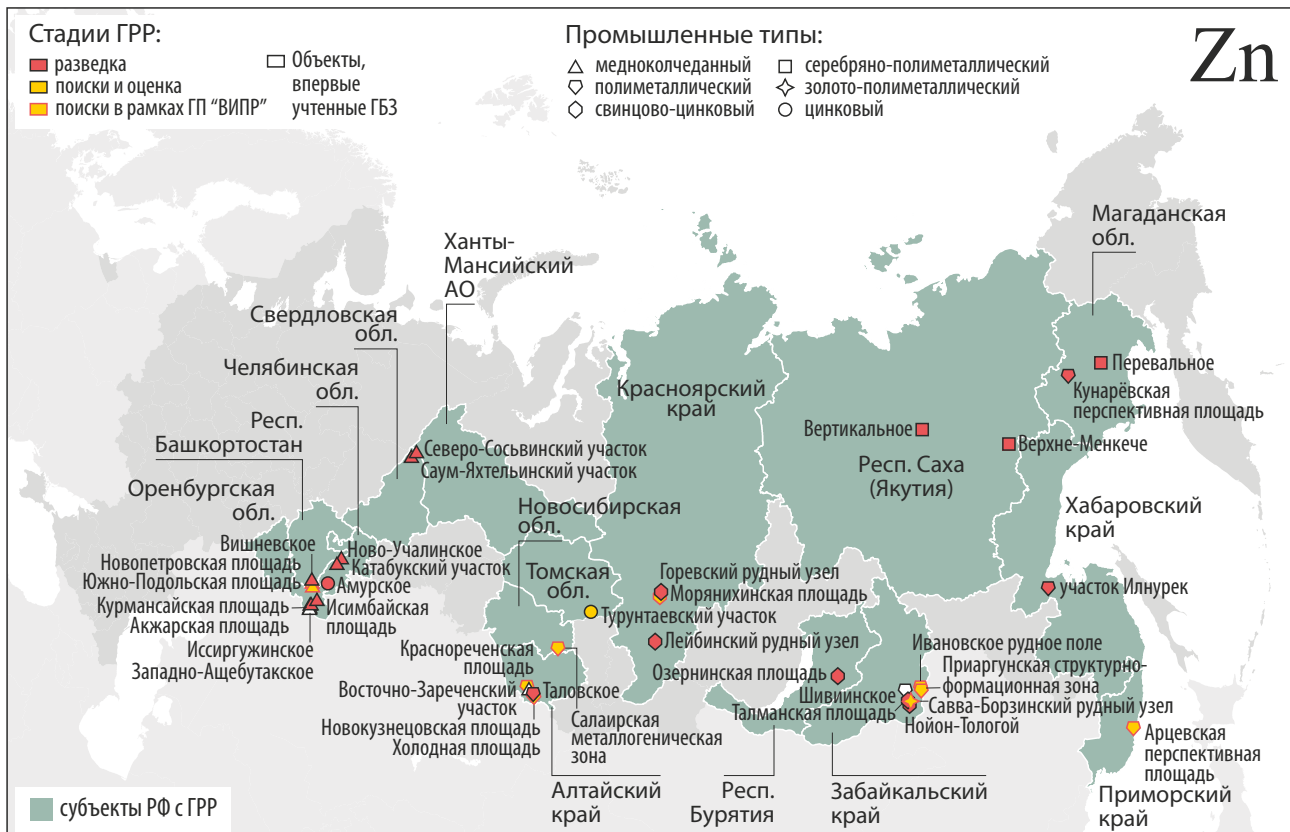 Стадии ГРР:
разведка
поиски и оценка
поиски в рамках ГП “ВИПР”
Объекты,
впервые
учтенные ГБЗ
Промышленные типы:
медноколчеданный
полиметаллический
свинцово-цинковый
серебряно-полиметаллический
золото-полиметаллический
цинковый
Zn
Магаданская
обл.
Ханты-
Мансийский
АО
Свердловская
обл.
Челябинская
обл.
Респ.
Башкортостан
Оренбургская
обл.
Красноярский
край
Перевальное
Кунарёвская
перспективная площадь
Вертикальное
Верхне-Менкече
Респ. Саха
(Якутия)
Северо-Сосьвинский участок
Саум-Яхтельинский участок
Новосибирская
обл.
Хабаровский
край
Вишневское
Новопетровская площадь
Южно-Подольская площадь
Ново-Учалинское
Катабукский участок
Амурское
Курмансайская площадь
Акжарская площадь
Исимбайская
площадь
Иссиргужинское
Западно-Ащебутакское
Томская
обл.
Турунтаевский участок
Горевский рудный узел
Морянихинская площадь
Лейбинский рудный узел
участок Илнурек
Краснореченская
площадь
Восточно-Зареченский
участок
Таловское
Новокузнецовская площадь
Холодная площадь
Салаирская
металлогеническая
зона
Озернинская площадь
Шивиинское
Талманская площадь
Ивановское рудное поле
Приаргунская структурно-
формационная зона
Савва-Борзинский рудный узел
Нойон-Тологой
Арцевская
перспективная
площадь
Алтайский
край
Респ.
Бурятия
Забайкальский
край
Приморский
край
субъекты РФ с ГРР